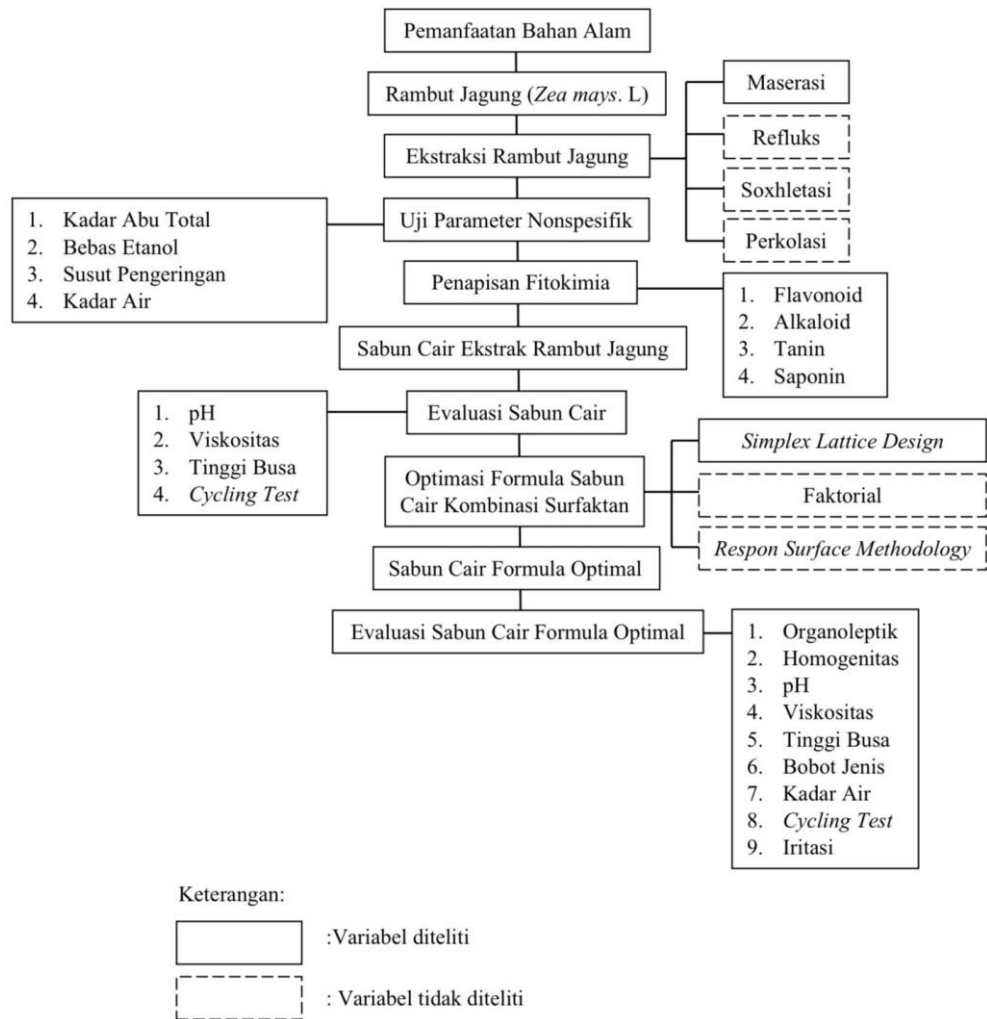 Pemanfaatan Bahan Alam
Rambut Jagung (Zea mays. L)
Ekstraksi Rambut Jagung
Maserasi
Refluks
Soxhletasi
Perkolasi
Uji Parameter Nonspesifik
1. Kadar Abu Total
2. Bebas Etanol
3. Susut Pengeringan
4. Kadar Air
Penapisan Fitokimia
1. Flavonoid
2. Alkaloid
3. Tanin
4. Saponin
Sabun Cair Ekstrak Rambut Jagung
Evaluasi Sabun Cair
1. pH
2. Viskositas
3. Tinggi Busa
4. Cycling Test
Optimasi Formula Sabun
Cair Kombinasi Surfaktan
Simplex Lattice Design
Faktorial
Respon Surface Methodology
Sabun Cair Formula Optimal
Evaluasi Sabun Cair Formula Optimal
1. Organoleptik
2. Homogenitas
3. pH
4. Viskositas
5. Tinggi Busa
6. Bobot Jenis
7. Kadar Air
8. Cycling Test
9. Iritasi
Keterangan:
:Variabel diteliti
: Variabel tidak diteliti